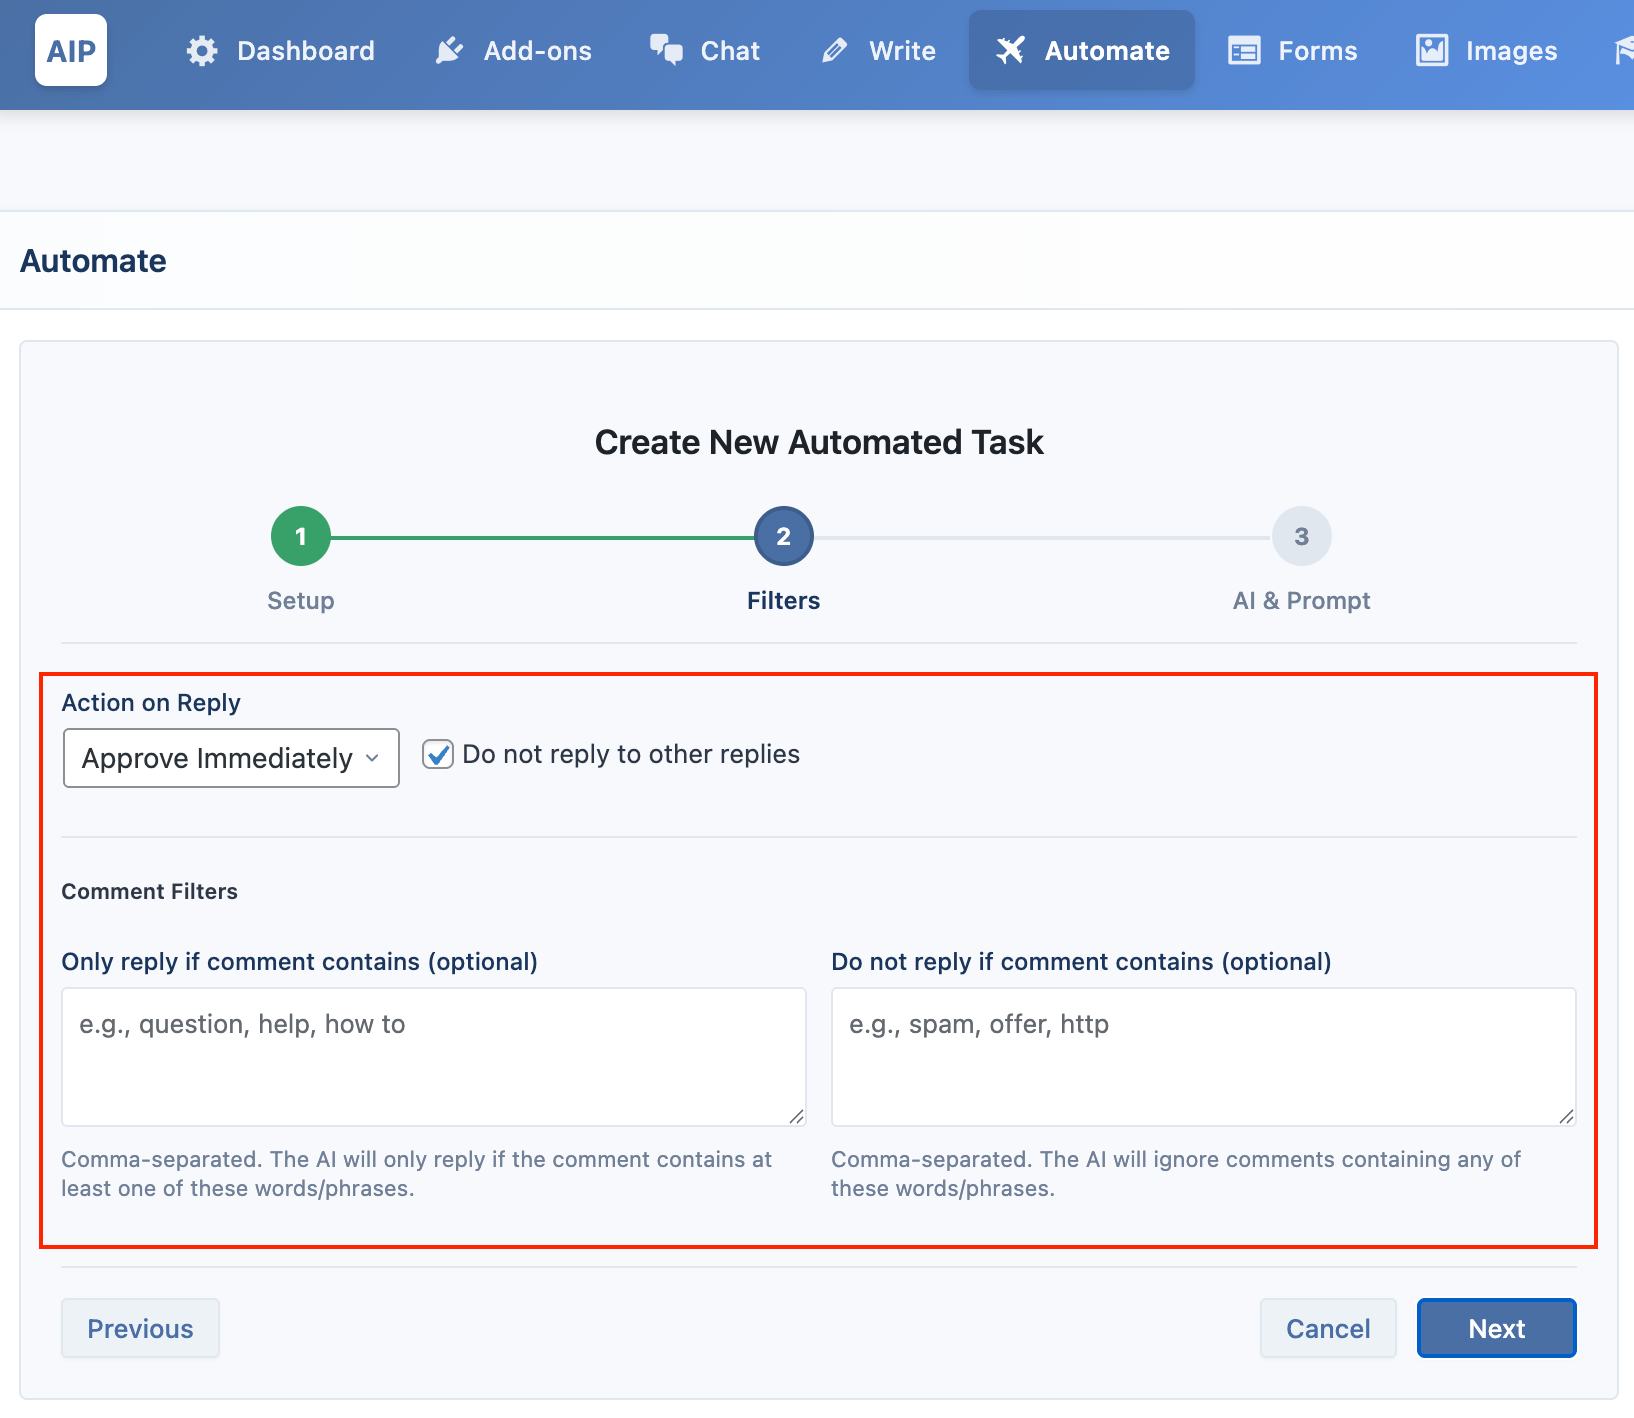 AIP Dashboard Add-ons Chat Write Automate Forms Images
Automate
Create New Automated Task
1 2 3
Setup Filters AI & Prompt
Action on Reply
Approve Immediately Do not reply to other replies
Comment Filters
Only reply if comment contains (optional)
e.g., question, help, how to
Comma-separated. The AI will only reply if the comment contains at
least one of these words/phrases.
Do not reply if comment contains (optional)
e.g., spam, offer, http
Comma-separated. The AI will ignore comments containing any of
these words/phrases.
Previous Cancel Next